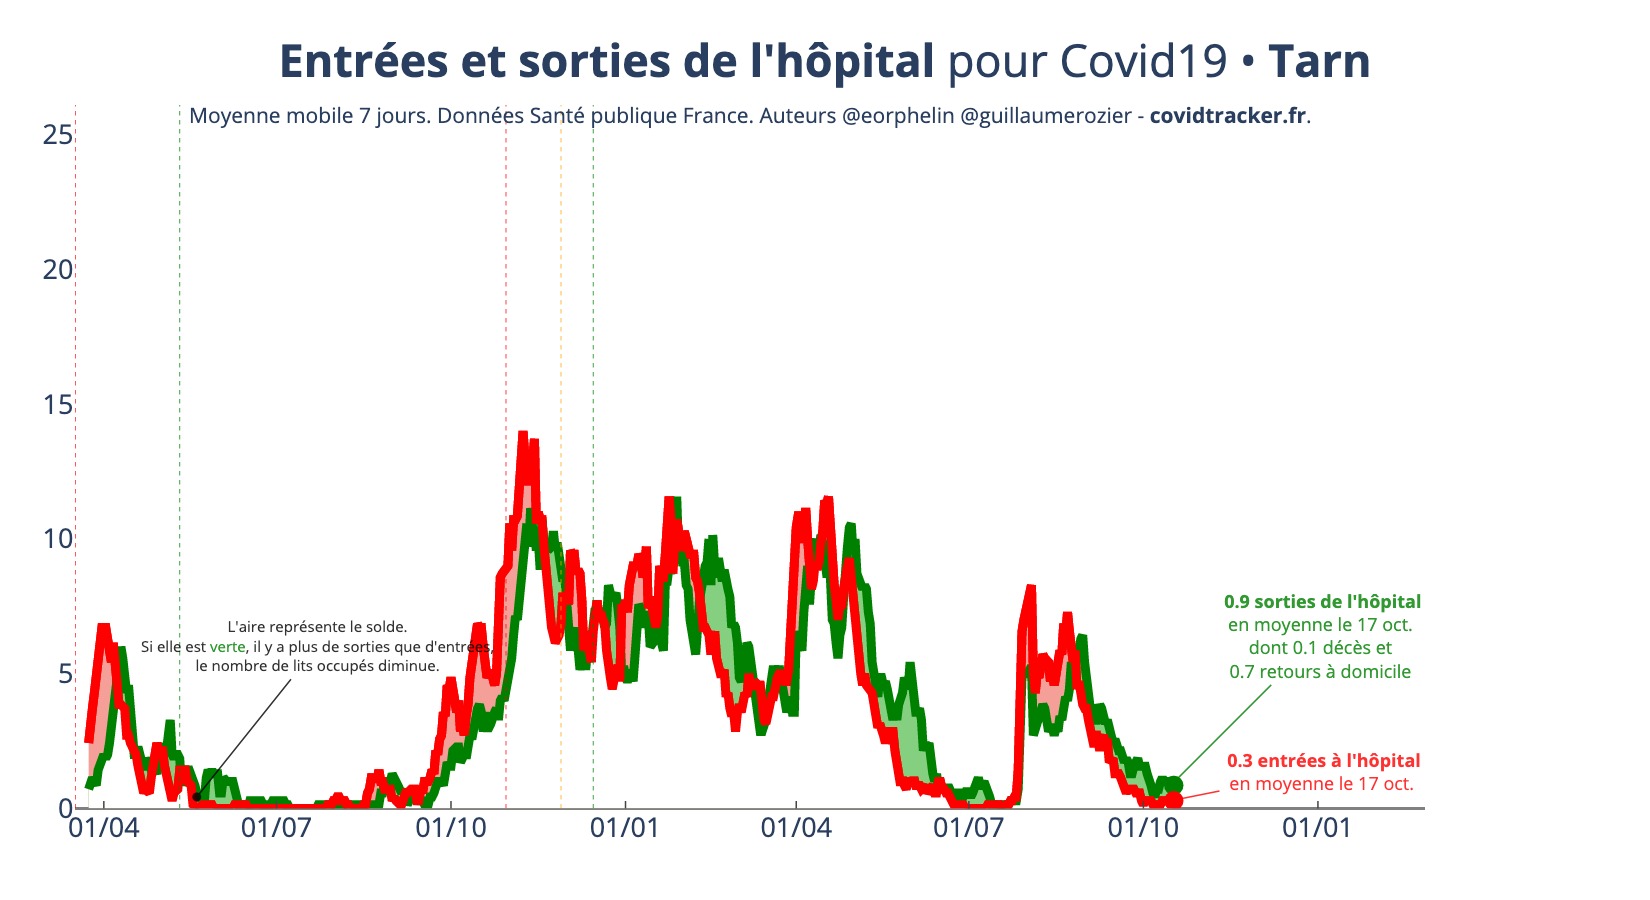 Entrées et sorties de l'hôpital pour Covid19 • Tarn
Moyenne mobile 7 jours. Données Santé publique France. Auteurs @eorphelin @guillaumerozier - covidtracker.fr.
25
20
15
10
5
0
L'aire représente le solde.
Si elle est verte, il y a plus de sorties que d'entrées,
le nombre de lits occupés diminue.
0.9 sorties de l'hôpital
en moyenne le 17 oct.
dont 0.1 décès et
0.7 retours à domicile
0.3 entrées à l'hôpital
en moyenne le 17 oct.
01/04 01/07 01/10 01/01 01/04 01/07 01/10 01/01